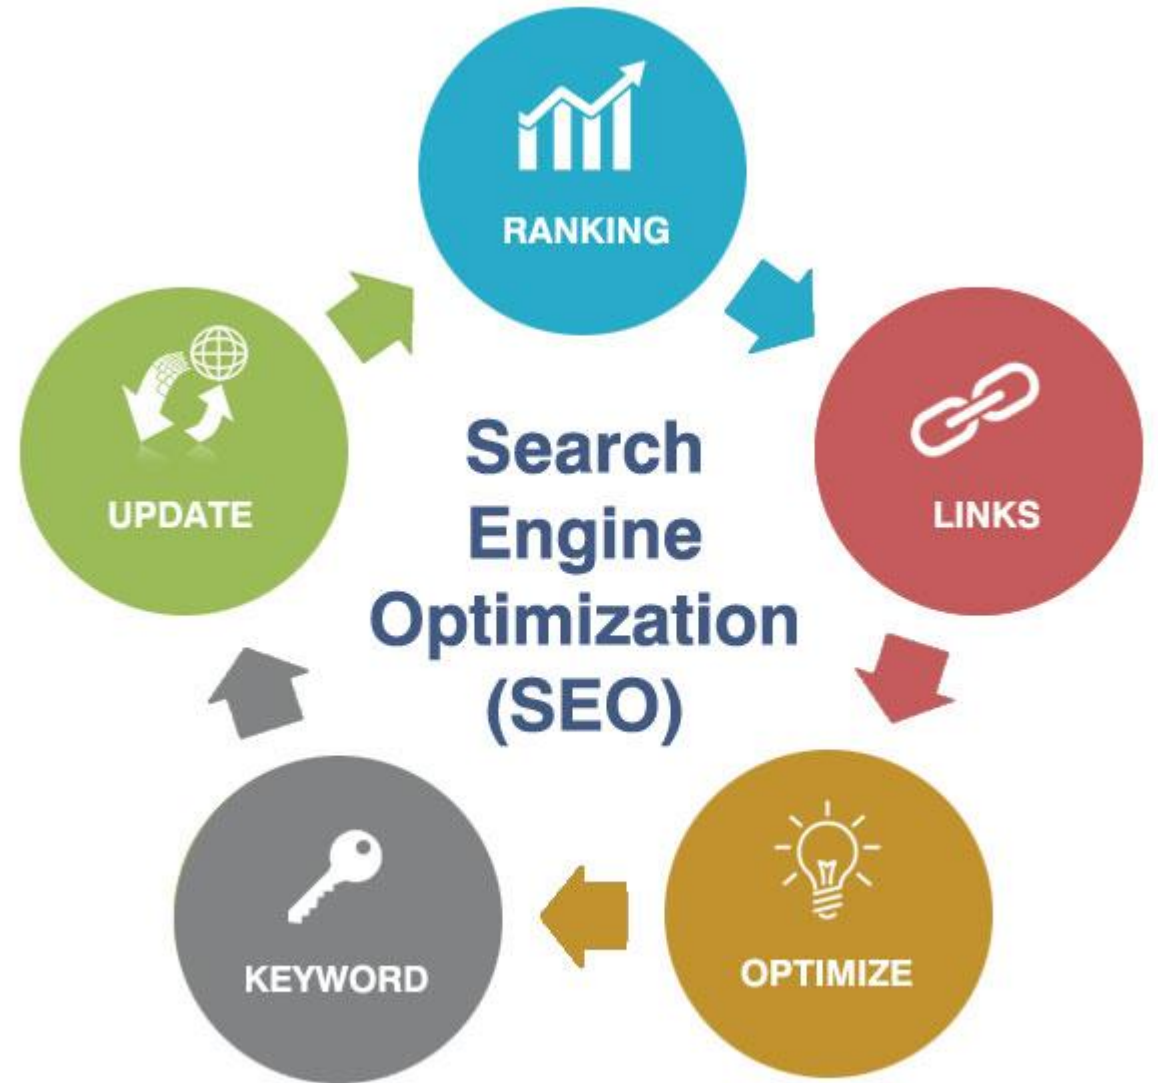 RANKING
LINKS
OPTIMIZE
KEYWORD
UPDATE
Search
Engine
Optimization
(SEO)